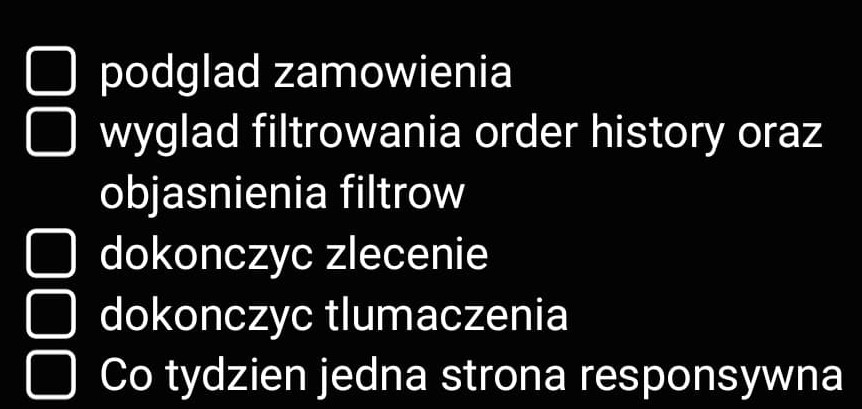 podglad zamowienia
wyglad filtrowania order history oraz
objasnienia filtrow
dokonczyc zlecenie
dokonczyc tlumaczenia
Co tydzien jedna strona responsywna